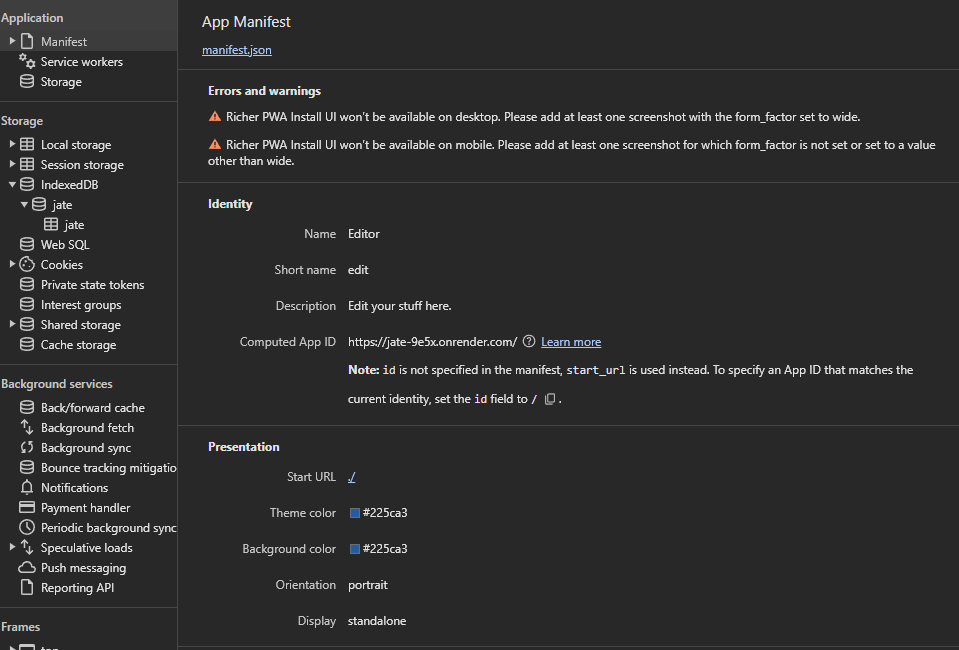 Application
Manifest
Service workers
Storage
Storage
Local storage
Session storage
IndexedDB
jate
jate
Web SQL
Cookies
Private state tokens
Interest groups
Shared storage
Cache storage
Background services
Back/forward cache
Background fetch
Background sync
Bounce tracking mitigatio
Notifications
Payment handler
Periodic background sync
Speculative loads
Push messaging
Reporting API
Frames
top
App Manifest
manifest.json
Errors and warnings
Richer PWA Install UI won't be available on desktop. Please add at least one screenshot with the form_factor set to wide.
Richer PWA Install UI won't be available on mobile. Please add at least one screenshot for which form_factor is not set or set to a value
other than wide.
Identity
Name Editor
Short name edit
Description Edit your stuff here.
Computed App ID https://jate-9e5x.onrender.com/ Learn more
Note: id is not specified in the manifest, start_url is used instead. To specify an App ID that matches the
current identity, set the id field to / .
Presentation
Start URL ./
Theme color #225ca3
Background color #225ca3
Orientation portrait
Display standalone